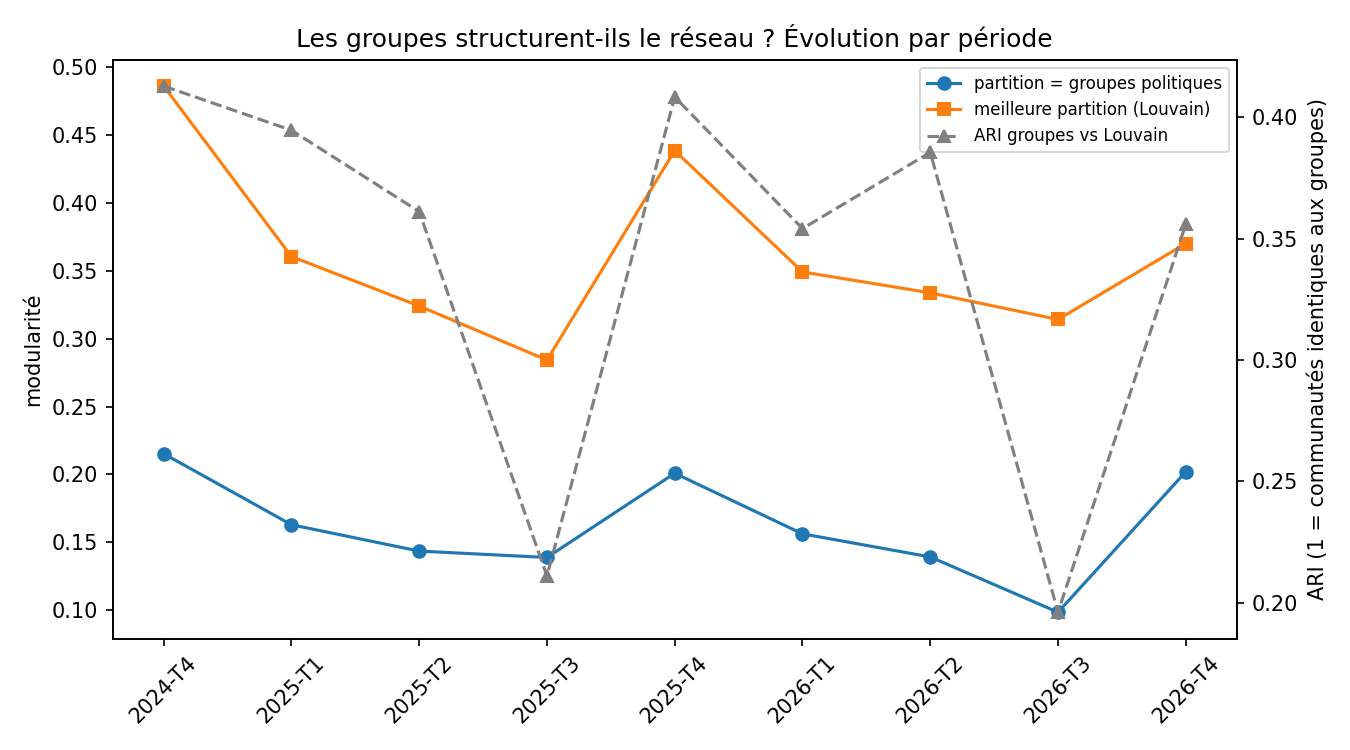 Les groupes structurent-ils le réseau ? Évolution par période
partition = groupes politiques
meilleure partition (Louvain)
ARI groupes vs Louvain
modularité
0.50
0.45
0.40
0.35
0.30
0.25
0.20
0.15
0.10
0.40
0.35
0.30
0.25
0.20
ARI (1 = communautés identiques aux groupes)
2024-T4
2025-T1
2025-T2
2025-T3
2025-T4
2026-T1
2026-T2
2026-T3
2026-T4